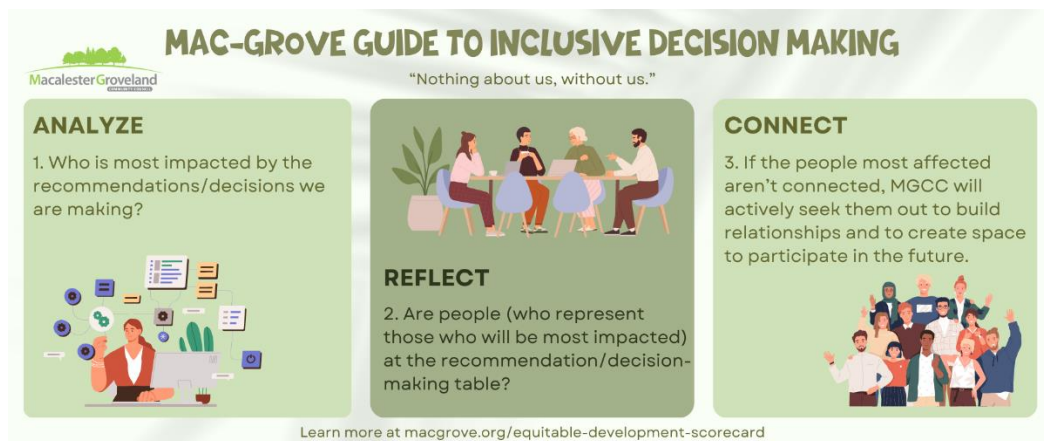 MAC-GROVE GUIDE TO INCLUSIVE DECISION MAKING
MacalesterGroveland
COMMUNITY COUNCIL
“Nothing about us, without us.”
ANALYZE
1. Who is most impacted by the
recommendations/decisions we
are making?
REFLECT
2. Are people (who represent
those who will be most impacted)
at the recommendation/decision-
making table?
CONNECT
3. If the people most affected
aren’t connected, MGCC will
actively seek them out to build
relationships and to create space
to participate in the future.
Learn more at macgrove.org/equitable-development-scorecard